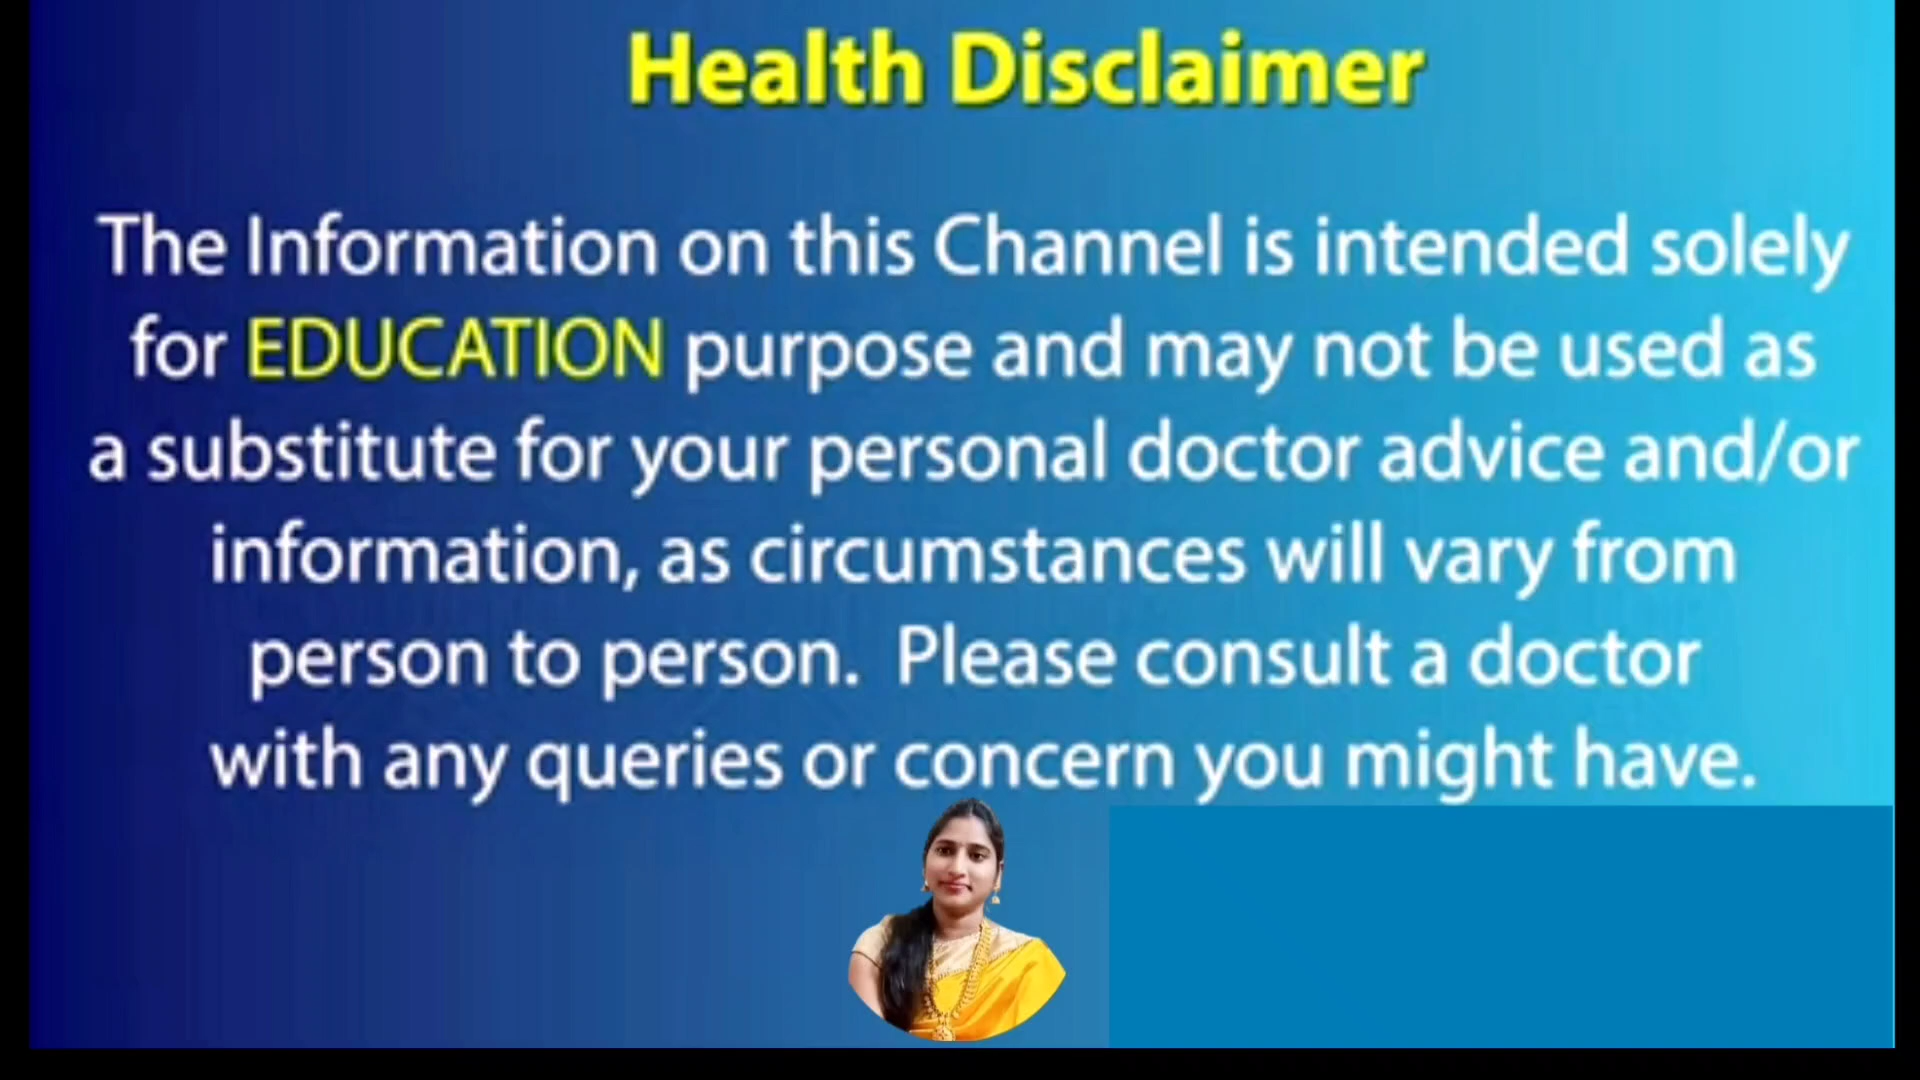 Health Disclaimer
The Information on this Channel is intended solely
for EDUCATION purpose and may not be used as
a substitute for your personal doctor advice and/or
information, as circumstances will vary from
person to person. Please consult a doctor
with any queries or concern you might have.